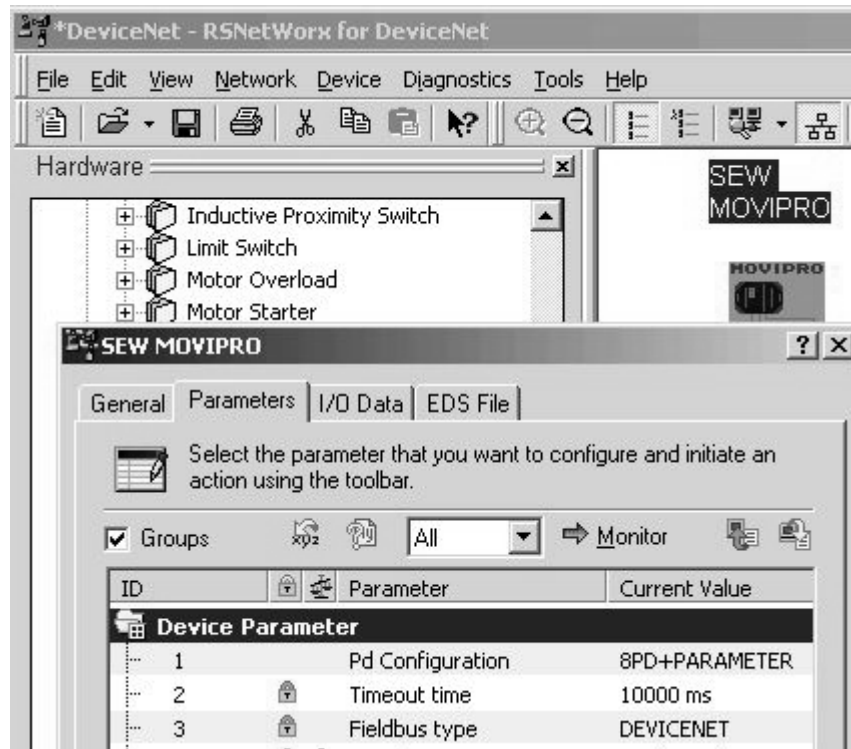 *DeviceNet - RSNetWorx for DeviceNet
File Edit View Network Device Diagnostics Tools Help
Hardware
SEW
MOVIPRO
Inductive Proximity Switch
Limit Switch
Motor Overload
Motor Starter
MOVIPRO
SEW MOVIPRO
General Parameters I/O Data EDS File
Select the parameter that you want to configure and initiate an
action using the toolbar.
Groups All Monitor
ID Parameter Current Value
Device Parameter
1 Pd Configuration 8PD+PARAMETER
2 Timeout time 10000 ms
3 Fieldbus type DEVICENET